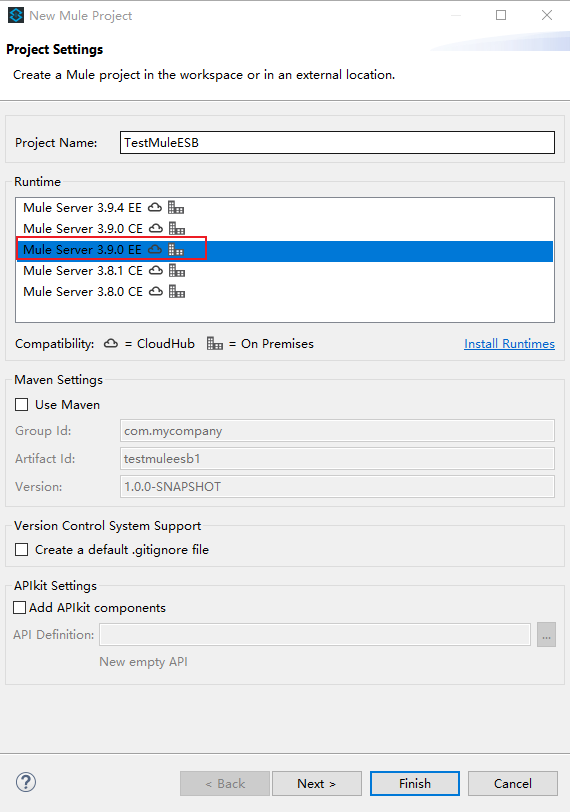 New Mule Project
Project Settings
Create a Mule project in the workspace or in an external location.
Project Name: TestMuleESB
Runtime
Mule Server 3.9.4 EE
Mule Server 3.9.0 CE
Mule Server 3.9.0 EE
Mule Server 3.8.1 CE
Mule Server 3.8.0 CE
Compatibility: = CloudHub = On Premises Install Runtimes
Maven Settings
Use Maven
Group Id: com.mycompany
Artifact Id: testmuleesb1
Version: 1.0.0-SNAPSHOT
Version Control System Support
Create a default .gitignore file
APIkit Settings
Add APIkit components
API Definition: ...
New empty API
? < Back Next > Finish Cancel